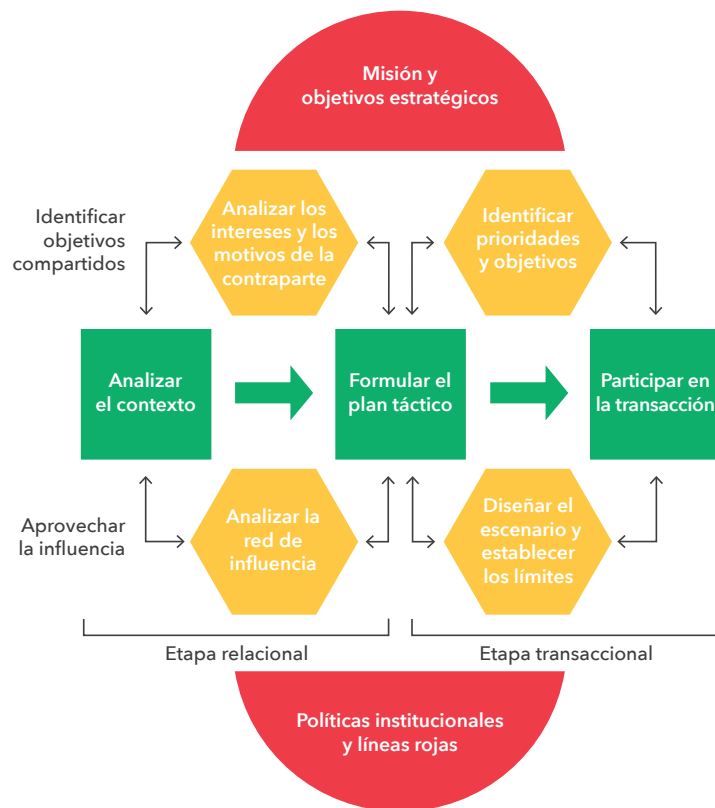 Misión y
objetivos estratégicos
Identificar
objetivos
compartidos
Analizar los
intereses y los
motivos de la
contraparte
Identificar
prioridades
y objetivos
Analizar
el contexto
Formular el
plan táctico
Participar en
la transacción
Aprovechar
la influencia
Analizar la
red de
influencia
Diseñar el
escenario y
establecer
los límites
Etapa relacional
Etapa transaccional
Políticas institucionales
y líneas rojas